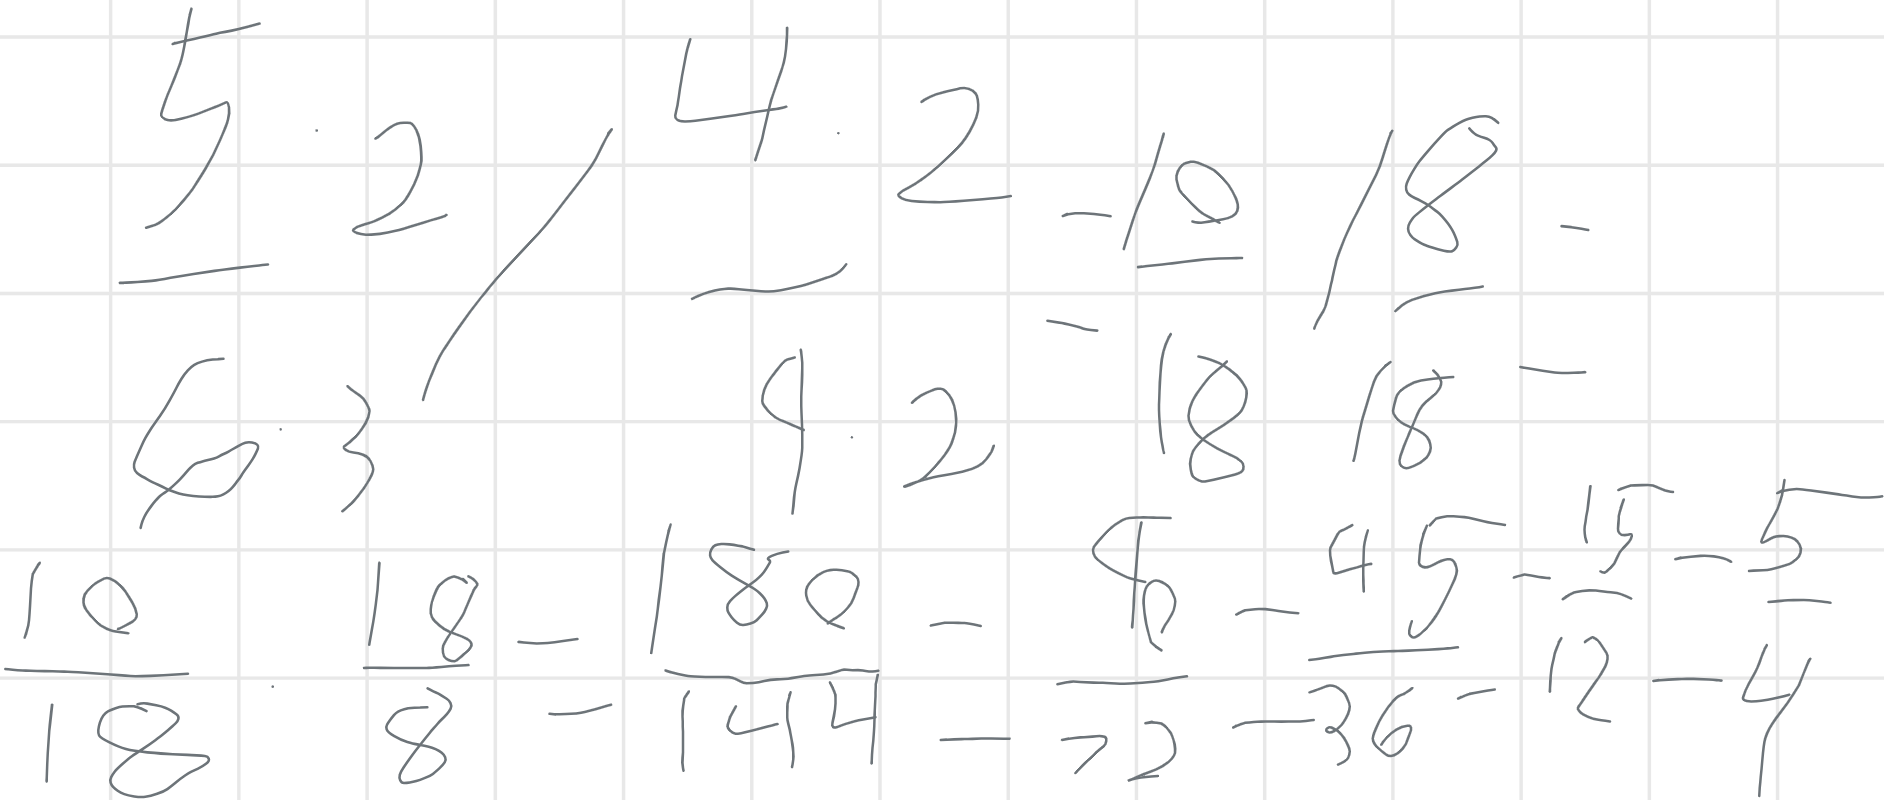 5 · 2 / 4 · 2 = 10 / 8 =
6 · 3 / 9 · 2 = 18 / 18 =
10/18 · 18/8 = 180/144 = 90/72 = 45/36 = 15/12 = 5/4